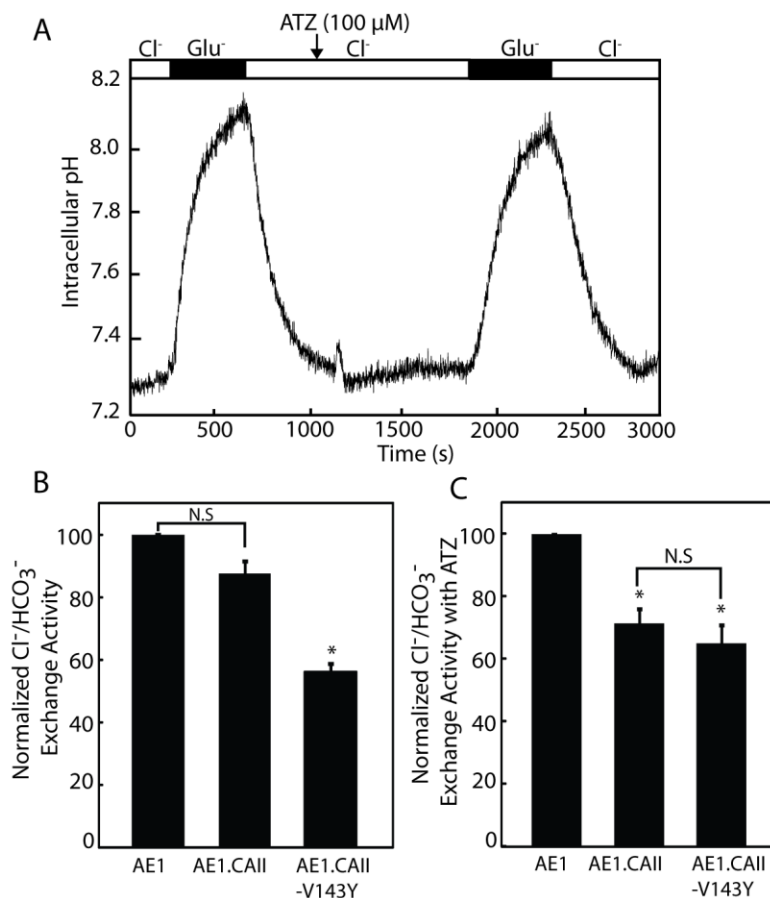 A
ATZ (100 µM)
Cl⁻ Glu⁻ Cl⁻ Glu⁻ Cl⁻
8.2
8.0
7.8
7.6
7.4
7.2
Intracellular pH
0 500 1000 1500 2000 2500 3000
Time (s)
B
N.S
100
80
60
40
20
0
Normalized Cl⁻/HCO₃⁻
Exchange Activity
*
AE1 AE1.CAII AE1.CAII
-V143Y
C
N.S
100
80
60
40
20
0
Normalized Cl⁻/HCO₃⁻
Exchange Activity with ATZ
* *
AE1 AE1.CAII AE1.CAII
-V143Y